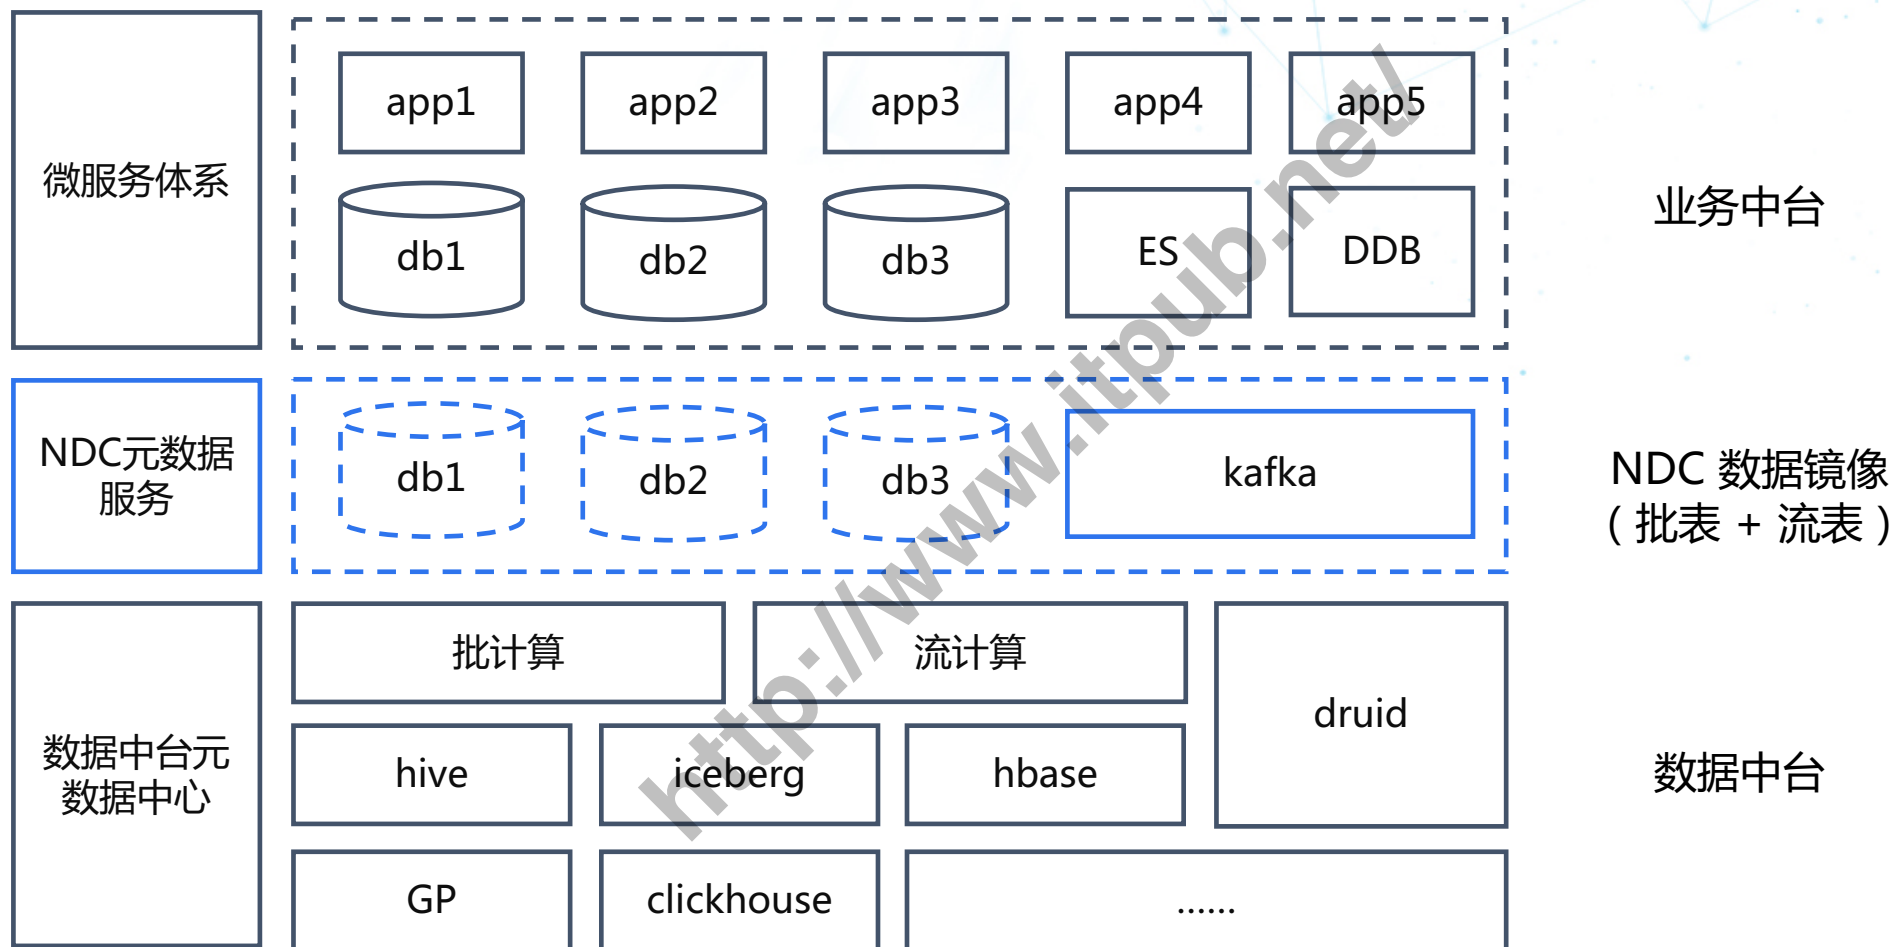 微服务体系
app1
app2
app3
app4
app5
db1
db2
db3
ES
DDB
业务中台
NDC元数据
服务
db1
db2
db3
kafka
NDC 数据镜像
（批表 + 流表）
数据中台元
数据中心
批计算
流计算
druid
hive
iceberg
hbase
GP
clickhouse
......
数据中台
http://www.itpub.net/